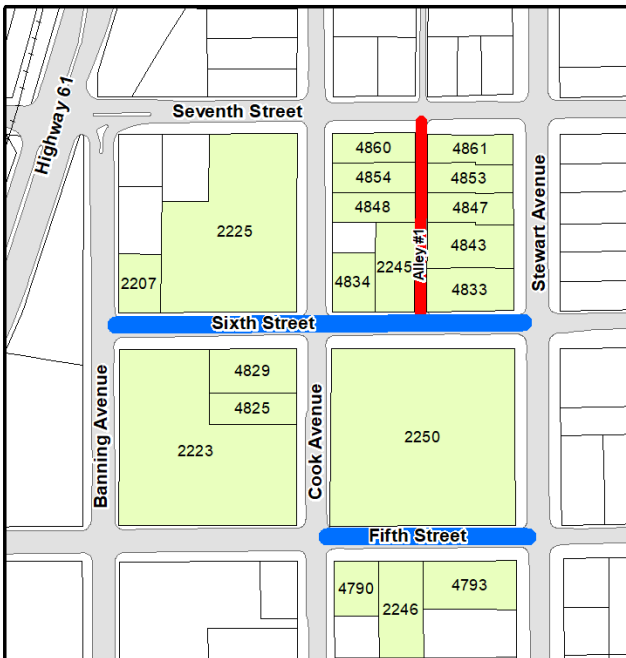 Highway 61
Seventh Street
4860
4861
4854
4853
4848
4847
2225
4843
Alley #1
Stewart Avenue
2207
4834
2245
4833
Sixth Street
Banning Avenue
4829
4825
Cook Avenue
2223
2250
Fifth Street
4790
4793
2246